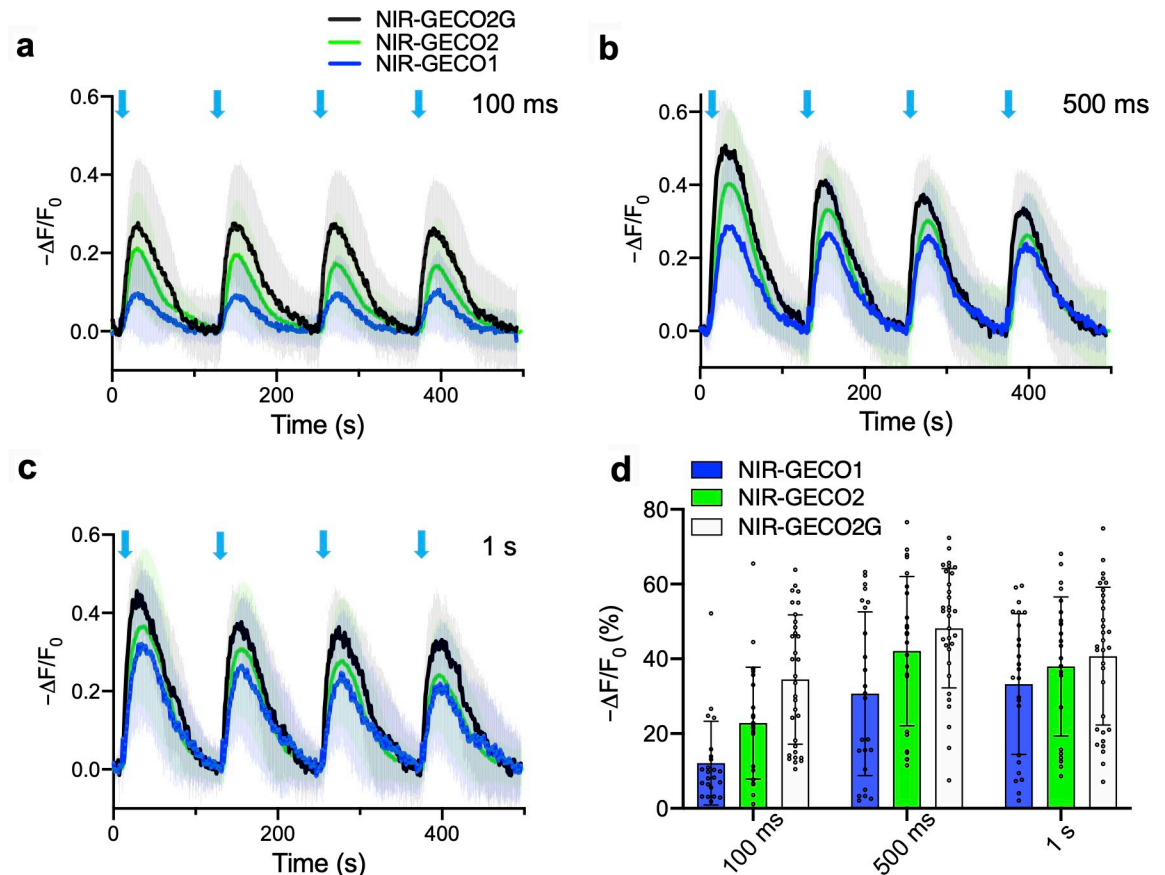 a
NIR-GECO2G
NIR-GECO2
NIR-GECO1
100 ms
0.6
0.4
0.2
0.0
−ΔF/F0
0
200
400
Time (s)
b
500 ms
0.6
0.4
0.2
0.0
−ΔF/F0
0
200
400
Time (s)
c
1 s
0.6
0.4
0.2
0.0
−ΔF/F0
0
200
400
Time (s)
d
NIR-GECO1
NIR-GECO2
NIR-GECO2G
80
60
40
20
0
−ΔF/F0 (%)
100 ms
500 ms
1 s